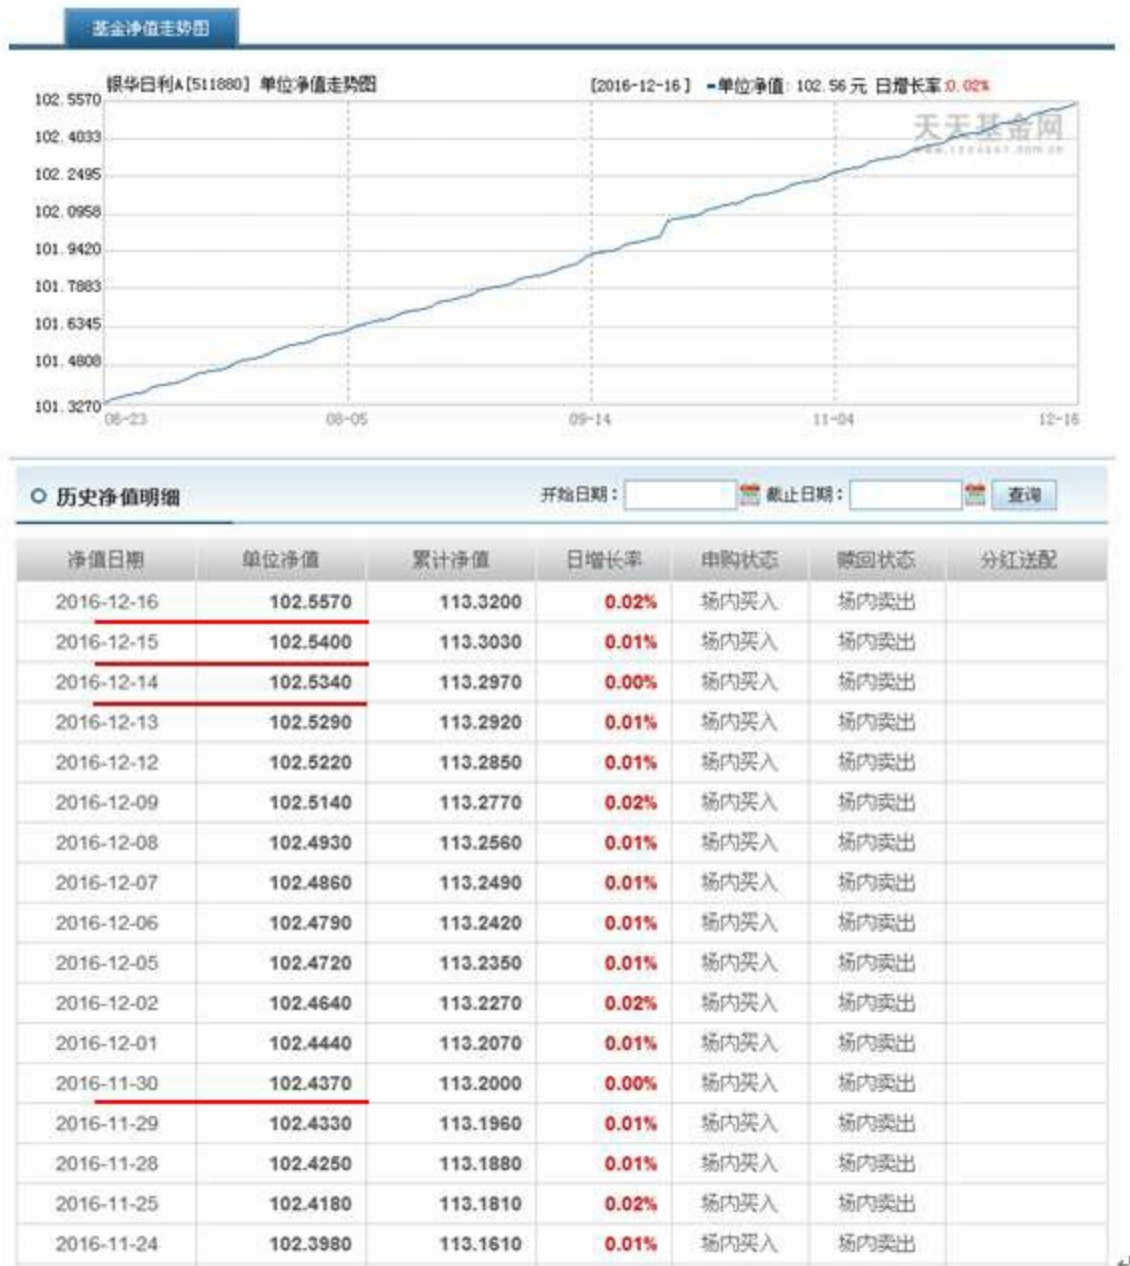 基金净值走势图
银华日利A[511880] 单位净值走势图 [2016-12-16] 单位净值: 102.56 元 日增长率:0.02%
102.5570
天天基金网
102.4033
102.2495
102.0958
101.9420
101.7883
101.6345
101.4808
101.3270
06-23 08-05 09-14 11-04 12-16
历史净值明细 开始日期: 截止日期: 查询
净值日期 单位净值 累计净值 日增长率 申购状态 赎回状态 分红送配
2016-12-16 102.5570 113.3200 0.02% 场内买入 场内卖出
2016-12-15 102.5400 113.3030 0.01% 场内买入 场内卖出
2016-12-14 102.5340 113.2970 0.00% 场内买入 场内卖出
2016-12-13 102.5290 113.2920 0.01% 场内买入 场内卖出
2016-12-12 102.5220 113.2850 0.01% 场内买入 场内卖出
2016-12-09 102.5140 113.2770 0.02% 场内买入 场内卖出
2016-12-08 102.4930 113.2560 0.01% 场内买入 场内卖出
2016-12-07 102.4860 113.2490 0.01% 场内买入 场内卖出
2016-12-06 102.4790 113.2420 0.01% 场内买入 场内卖出
2016-12-05 102.4720 113.2350 0.01% 场内买入 场内卖出
2016-12-02 102.4640 113.2270 0.02% 场内买入 场内卖出
2016-12-01 102.4440 113.2070 0.01% 场内买入 场内卖出
2016-11-30 102.4370 113.2000 0.00% 场内买入 场内卖出
2016-11-29 102.4330 113.1960 0.01% 场内买入 场内卖出
2016-11-28 102.4250 113.1880 0.01% 场内买入 场内卖出
2016-11-25 102.4180 113.1810 0.02% 场内买入 场内卖出
2016-11-24 102.3980 113.1610 0.01% 场内买入 场内卖出